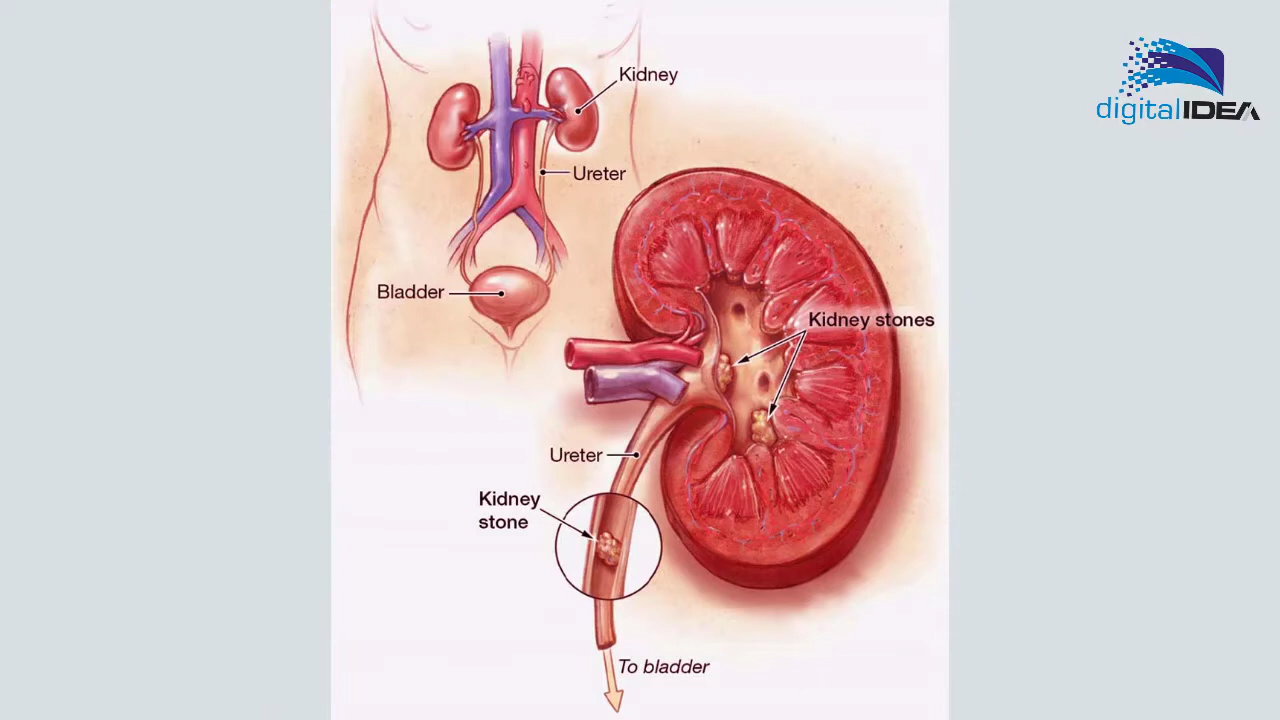 Kidney
Ureter
Bladder
digitalIDEA
Kidney stones
Ureter
Kidney
stone
To bladder